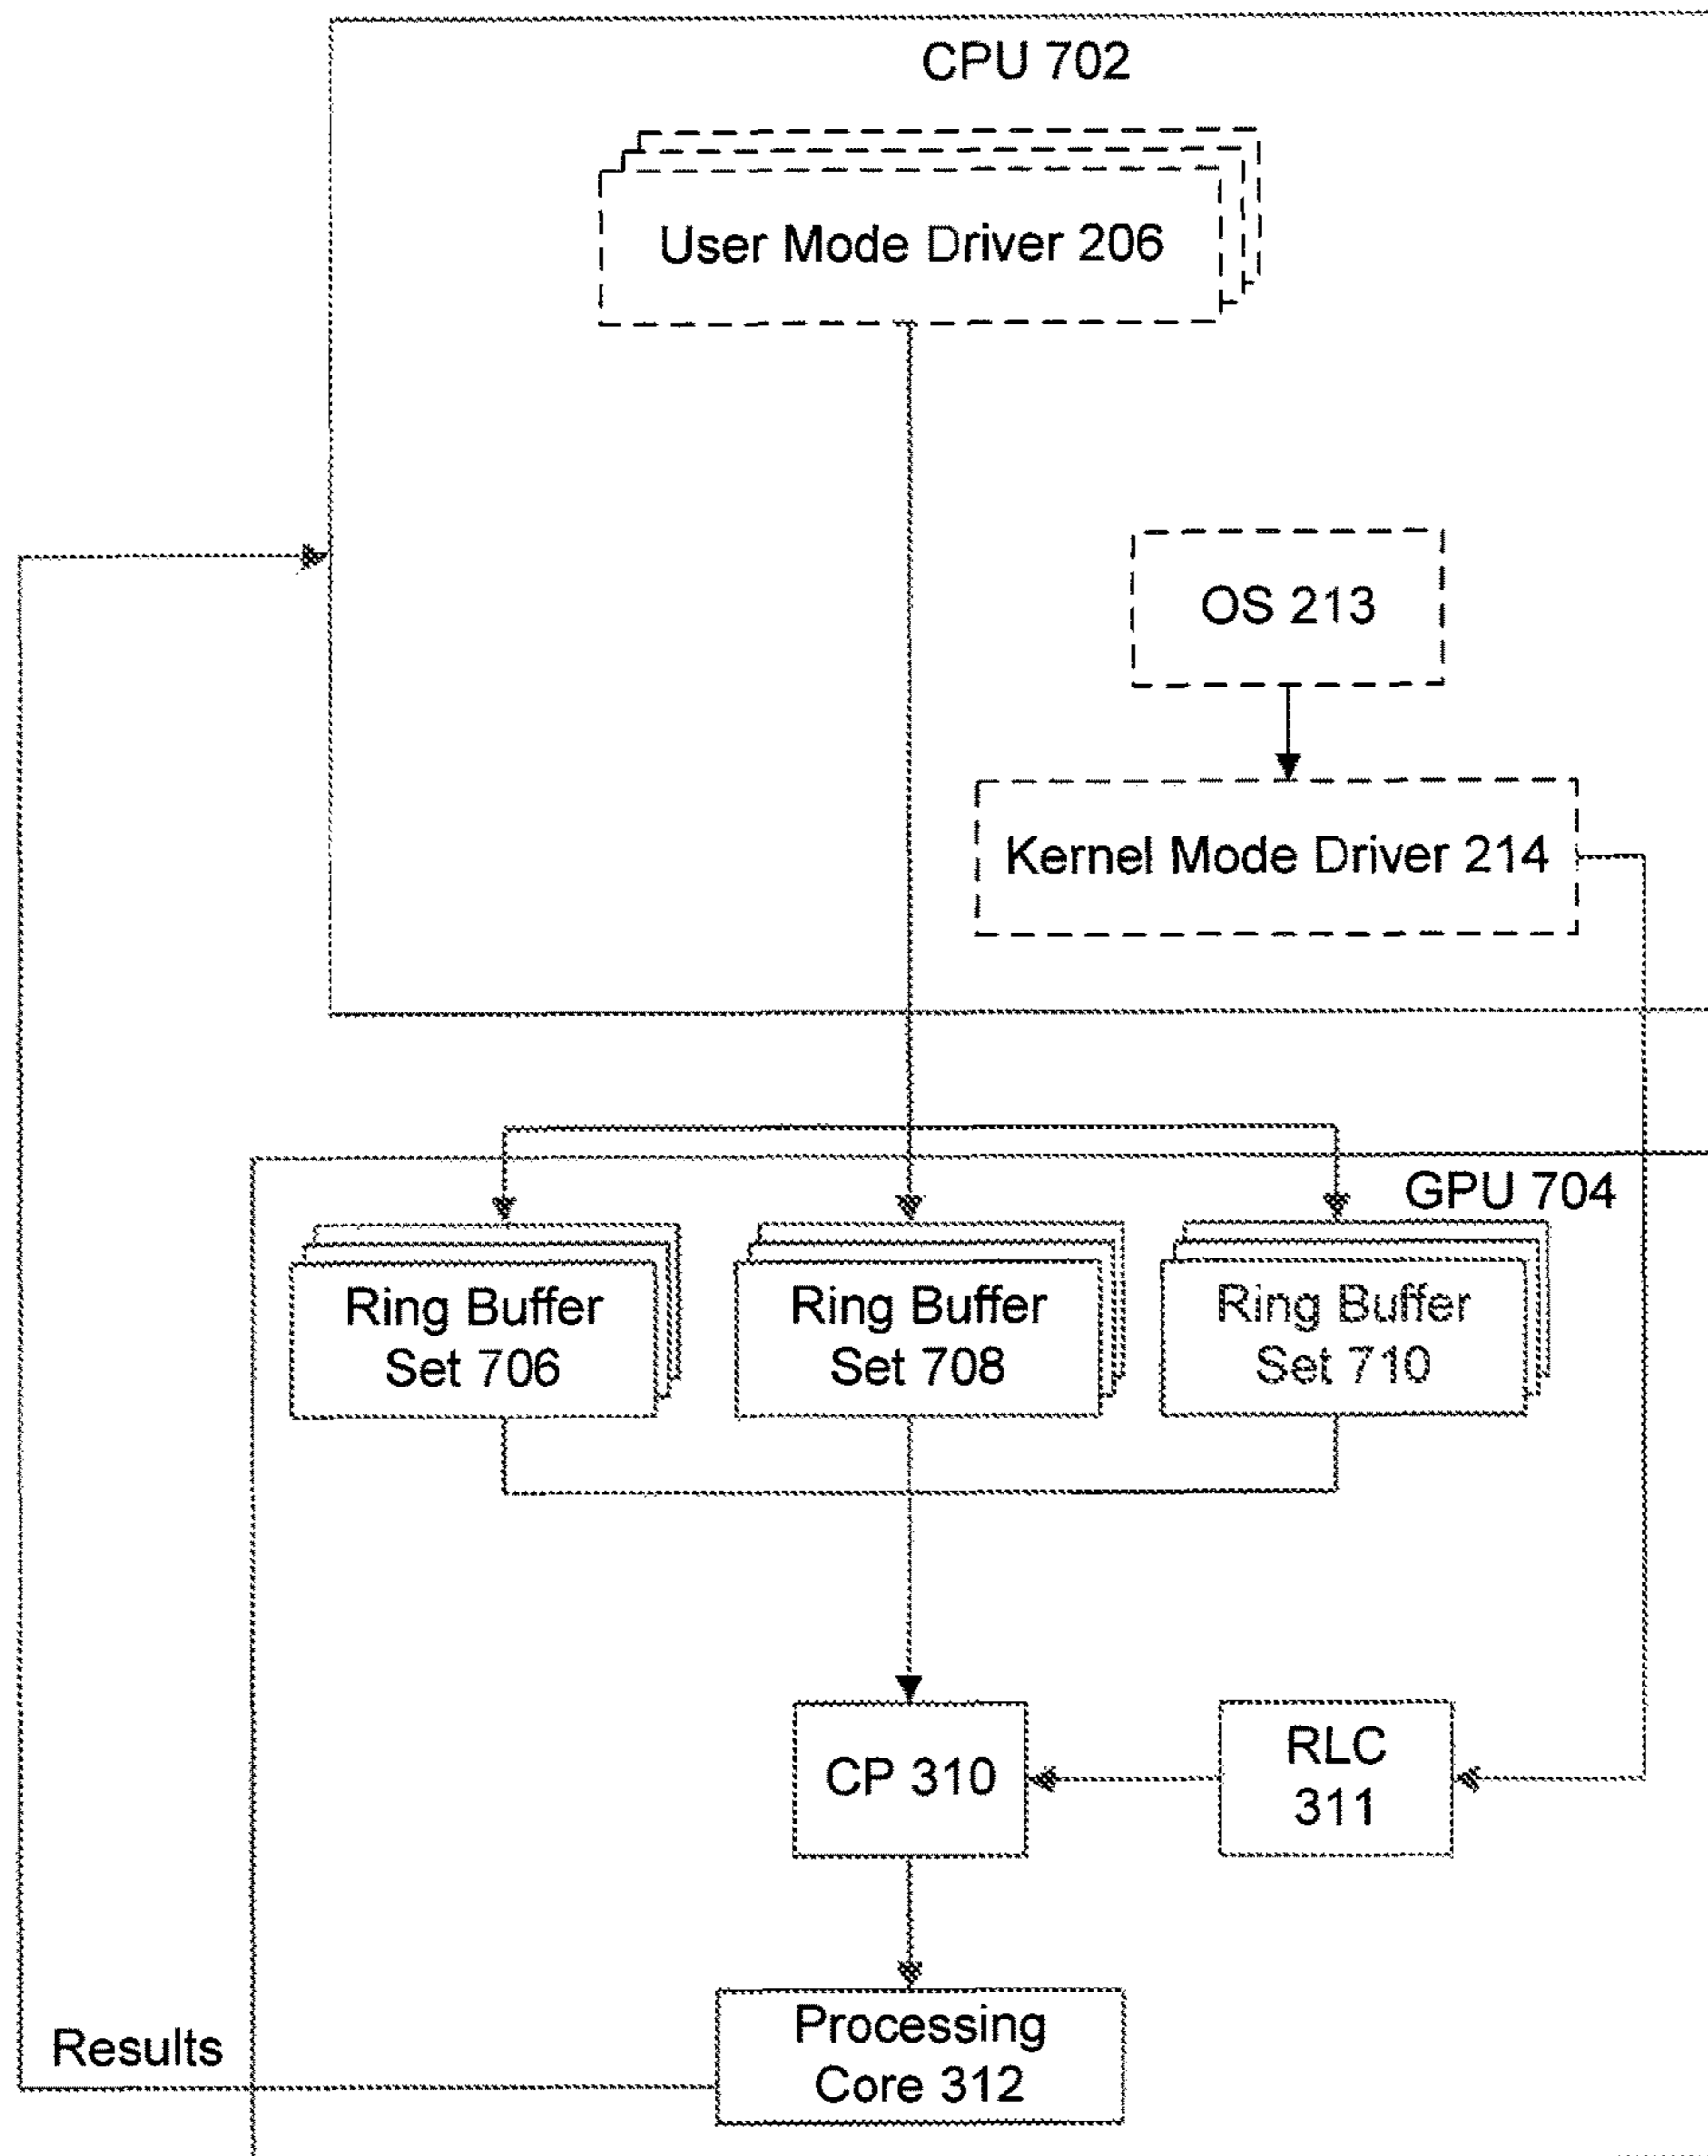 CPU 702
User Mode Driver 206
OS 213
Kernel Mode Driver 214
GPU 704
Ring Buffer
Set 706
Ring Buffer
Set 708
Ring Buffer
Set 710
CP 310
RLC
311
Processing
Core 312
Results